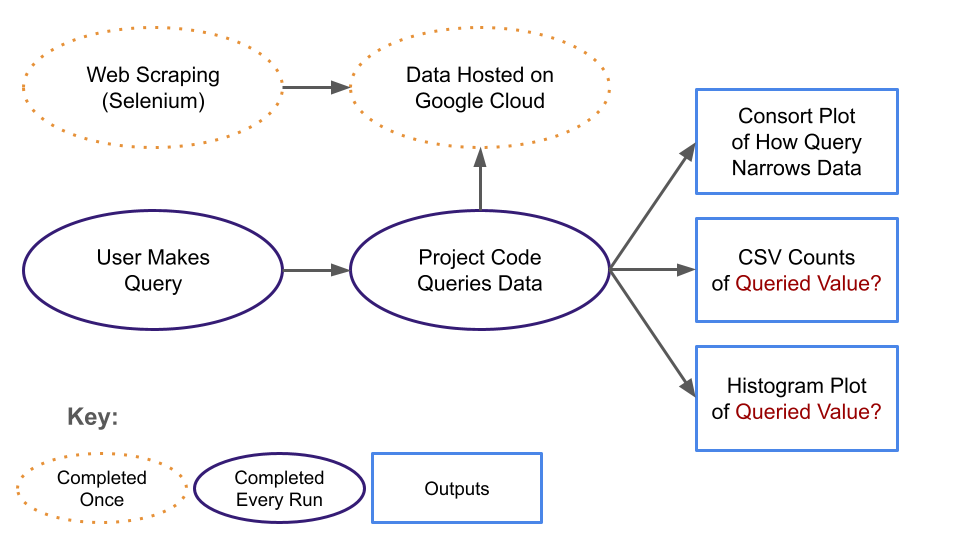 Web Scraping
(Selenium)
Data Hosted on
Google Cloud
Consort Plot
of How Query
Narrows Data
User Makes
Query
Project Code
Queries Data
CSV Counts
of Queried Value?
Histogram Plot
of Queried Value?
Key:
Completed
Once
Completed
Every Run
Outputs